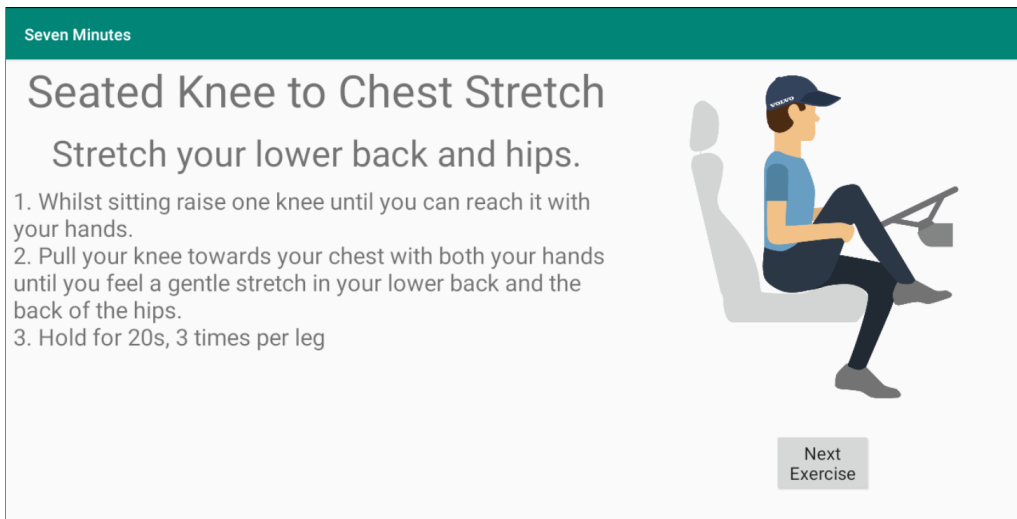 Seven Minutes
Seated Knee to Chest Stretch
Stretch your lower back and hips.
1. Whilst sitting raise one knee until you can reach it with
your hands.
2. Pull your knee towards your chest with both your hands
until you feel a gentle stretch in your lower back and the
back of the hips.
3. Hold for 20s, 3 times per leg
VOLVO
Next
Exercise